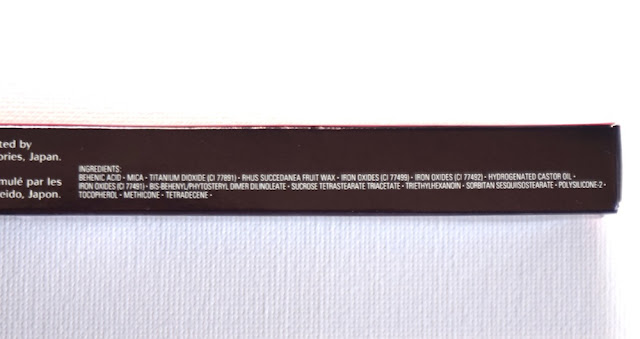 ted by
ories, Japan.
mulé par les
eido, Japon.
INGREDIENTS:
BEHENIC ACID • MICA • TITANIUM DIOXIDE (CI 77891) • RHUS SUCCEDANEA FRUIT WAX • IRON OXIDES (CI 77499) • IRON OXIDES (CI 77492) • HYDROGENATED CASTOR OIL •
IRON OXIDES (CI 77491) • BIS-BEHENYL/PHYTOSTERYL DIMER DILINOLEATE • SUCROSE TETRASTEARATE TRIACETATE • TRIETHYLHEXANOIN • SORBITAN SESQUIISOSTEARATE • POLYSILICONE-2 •
TOCOPHEROL • METHICONE • TETRADECENE •